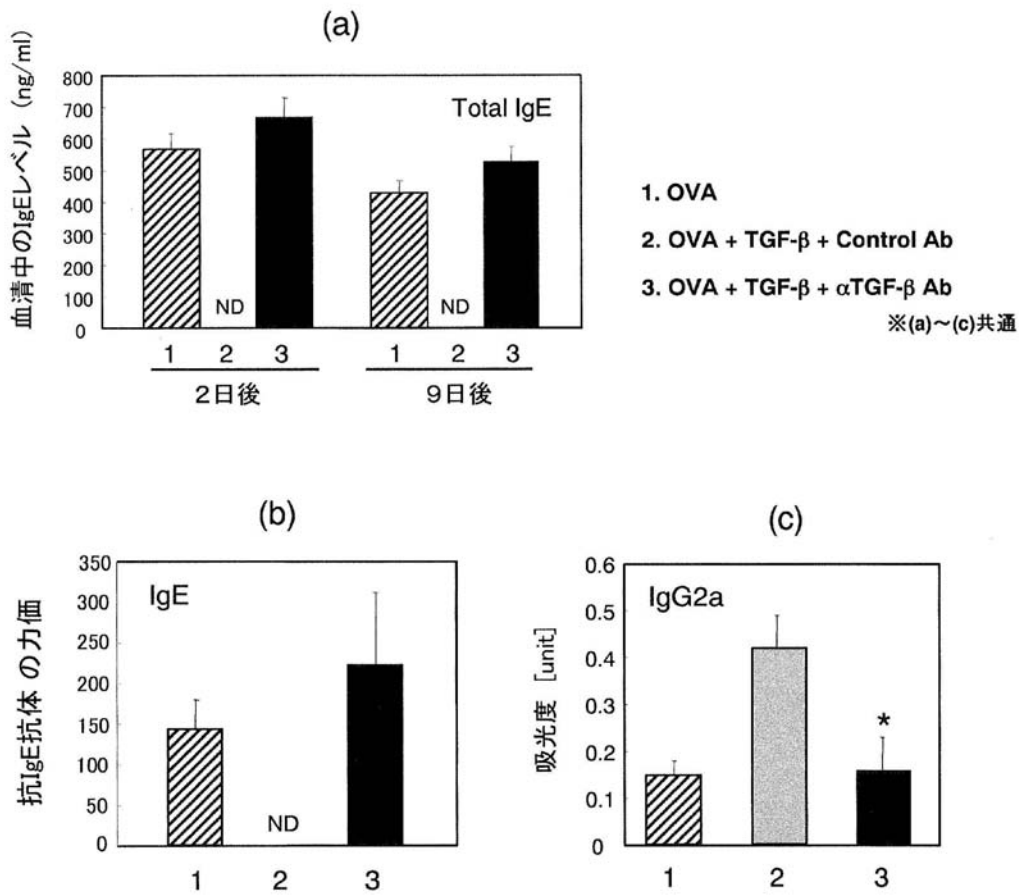 (a)
血清中のIgEレベル (ng/ml)
800
700
600
500
400
300
200
100
0
Total IgE
ND
ND
1 2 3 1 2 3
2日後 9日後
1. OVA
2. OVA + TGF-β + Control Ab
3. OVA + TGF-β + αTGF-β Ab
※(a)～(c)共通
(b)
抗IgE抗体 の力価
350
300
250
200
150
100
50
0
IgE
ND
1 2 3
(c)
吸光度 [unit]
0.6
0.5
0.4
0.2
0.1
0
IgG2a
*
1 2 3